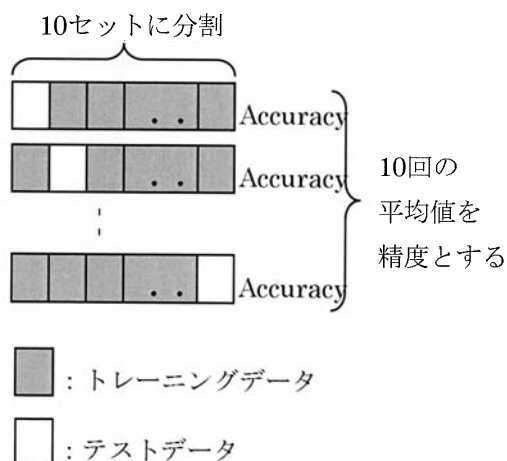 10セットに分割
Accuracy
Accuracy
Accuracy
10回の
平均値を
精度とする
: トレーニングデータ
: テストデータ